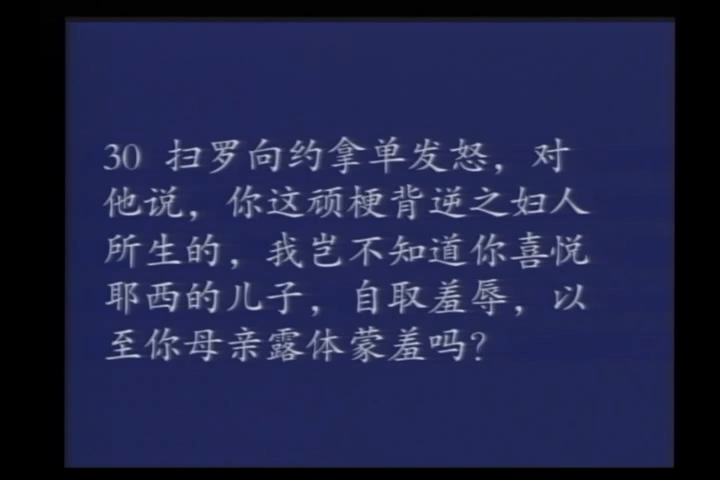 30 扫罗向约拿单发怒，对
他说，你这顽梗背逆之妇人
所生的，我岂不知道你喜悦
耶西的儿子，自取羞辱，以
至你母亲露体蒙羞吗？